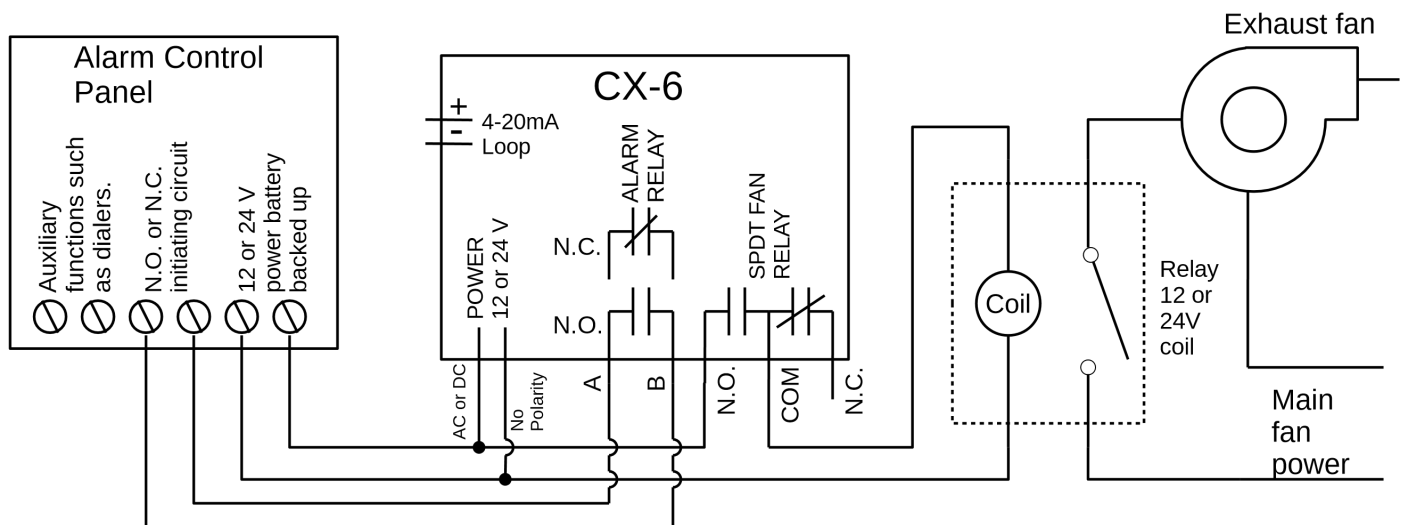 Alarm Control
Panel
Auxiliary
functions such
as dialers.
N.O. or N.C.
initiating circuit
12 or 24 V
power battery
backed up
CX-6
+
-
4-20mA
Loop
POWER
12 or 24 V
N.C.
N.O.
ALARM
RELAY
SPDT FAN
RELAY
AC or DC
No
Polarity
A
B
N.O.
COM
N.C.
Coil
Relay
12 or
24V
coil
Exhaust fan
Main
fan
power